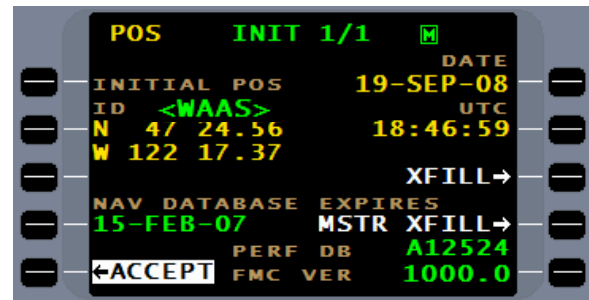 POS INIT 1/1 M
DATE
INITIAL POS 19-SEP-08
ID <WAAS> UTC
N 47 24.56 18:46:59
W 122 17.37
XFILL→
NAV DATABASE EXPIRES
15-FEB-07 MSTR XFILL→
PERF DB A12524
←ACCEPT FMC VER 1000.0